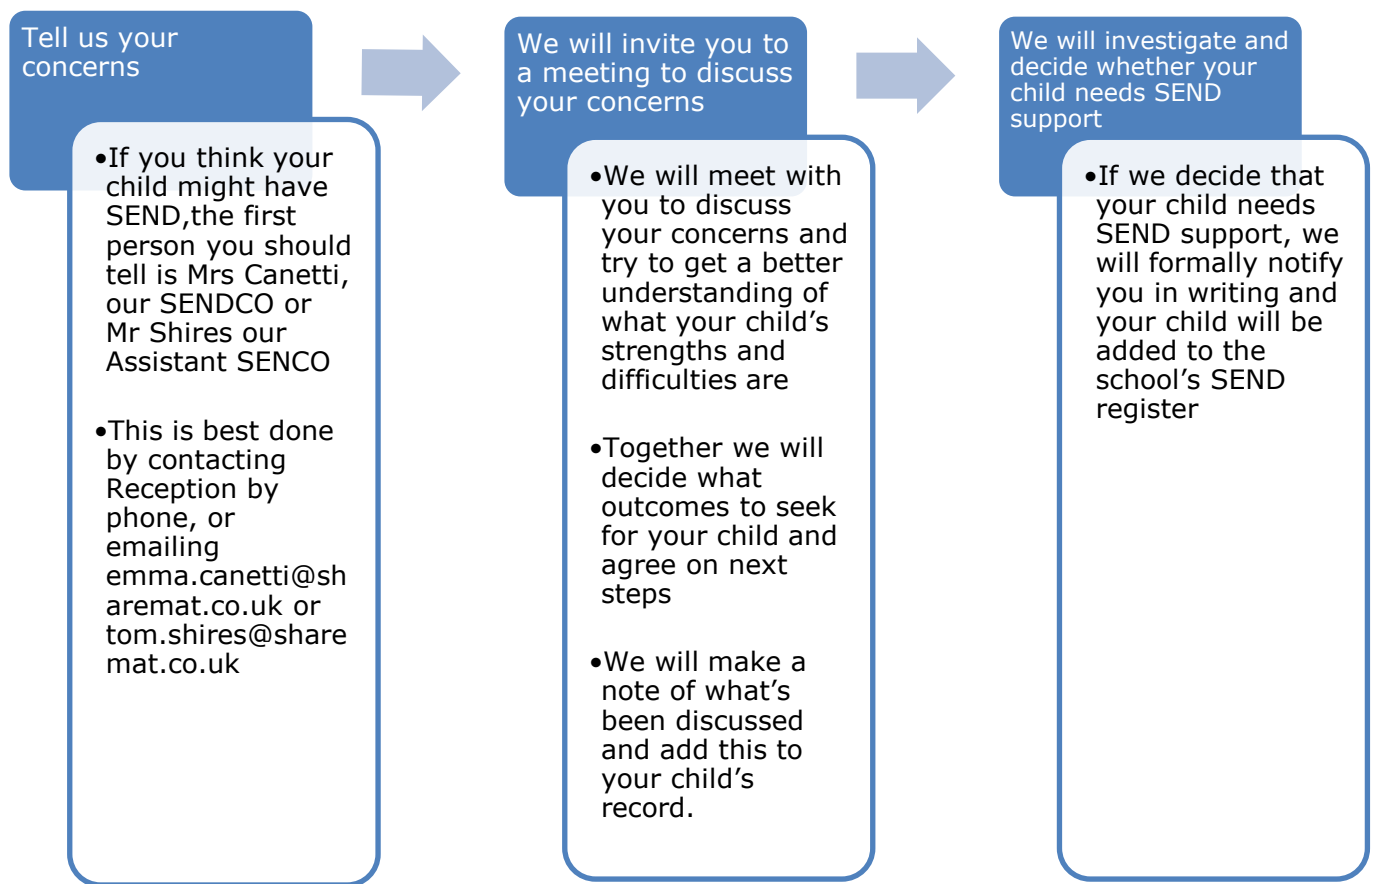 Tell us your
concerns
•If you think your
child might have
SEND,the first
person you should
tell is Mrs Canetti,
our SENDCO or
Mr Shires our
Assistant SENCO
•This is best done
by contacting
Reception by
phone, or
emailing
emma.canetti@sh
aremat.co.uk or
tom.shires@share
mat.co.uk
We will invite you to
a meeting to discuss
your concerns
•We will meet with
you to discuss
your concerns and
try to get a better
understanding of
what your child’s
strengths and
difficulties are
•Together we will
decide what
outcomes to seek
for your child and
agree on next
steps
•We will make a
note of what’s
been discussed
and add this to
your child’s
record.
We will investigate and
decide whether your
child needs SEND
support
•If we decide that
your child needs
SEND support, we
will formally notify
you in writing and
your child will be
added to the
school’s SEND
register